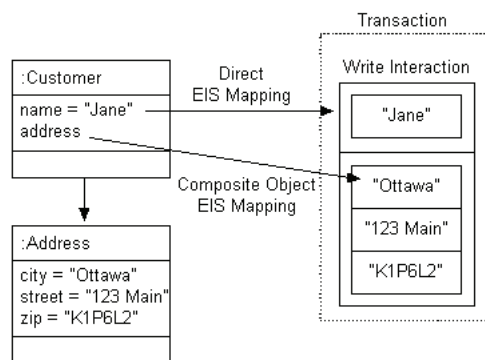 Transaction
:Customer
name = "Jane"
address
Direct
EIS Mapping
Write Interaction
"Jane"
Composite Object
EIS Mapping
"Ottawa"
"123 Main"
"K1P6L2"
:Address
city = "Ottawa"
street = "123 Main"
zip = "K1P6L2"